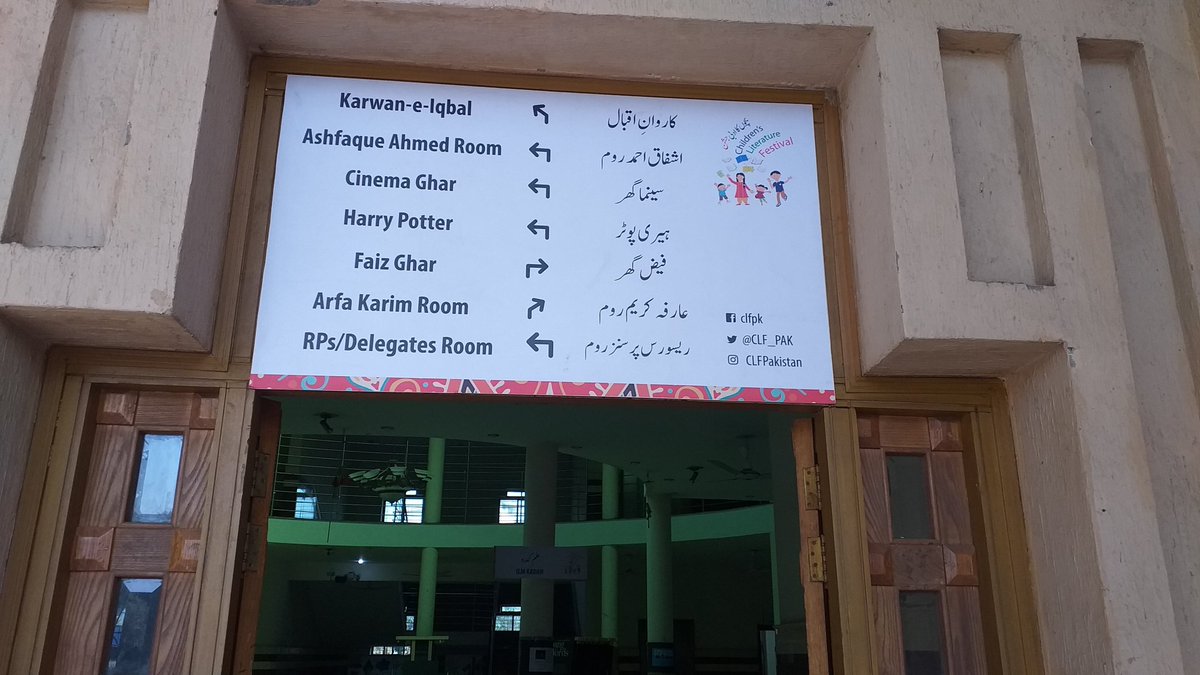 Karwan-e-Iqbal ↖ کاروانِ اقبال
Ashfaque Ahmed Room ↰ اشفاق احمد روم
Cinema Ghar ↰ سینما گھر
Harry Potter ↰ ہیری پوٹر
Faiz Ghar ↱ فیض گھر
Arfa Karim Room ↗ عارفہ کریم روم
RPs/Delegates Room ↰ ریسورس پرسنز روم
Children's
Literature
Festival
clfpk
@CLF_PAK
CLFPakistan